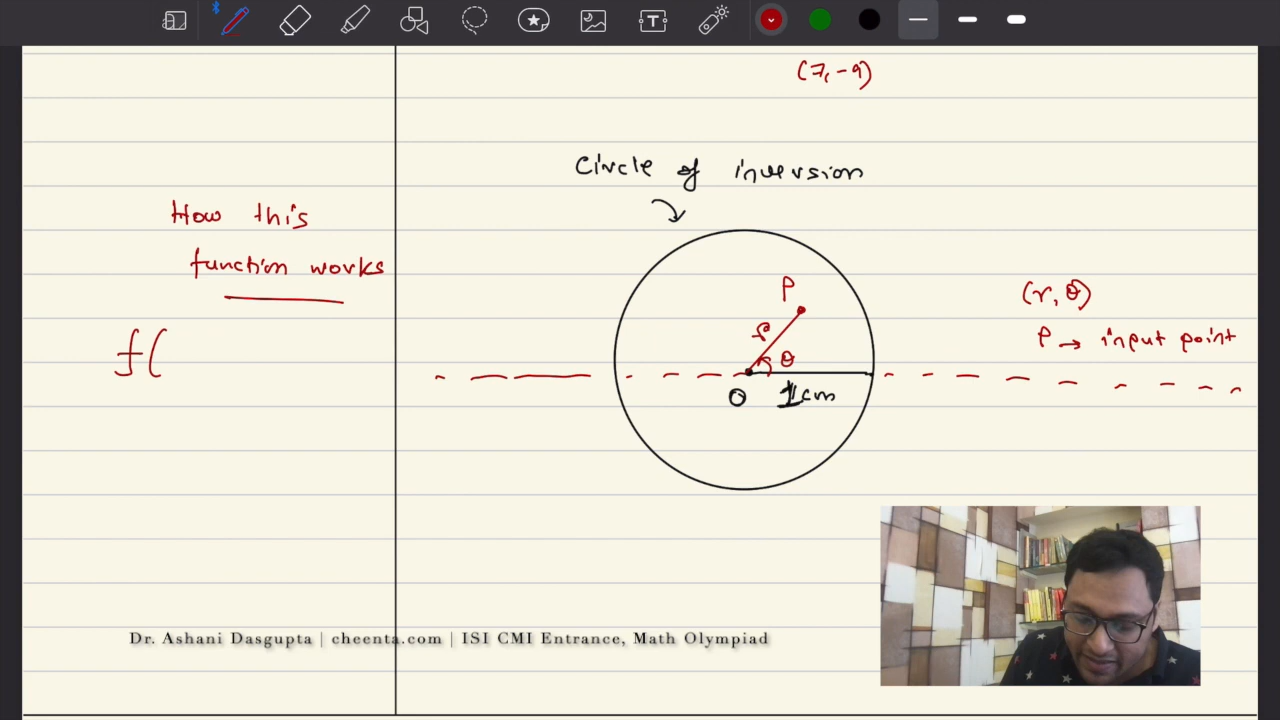 (7, -9)
Circle of inversion
How this
function works
P
(r, θ)
r
P → input point
f(
θ
O 1cm
Dr. Ashani Dasgupta | cheenta.com | ISI CMI Entrance, Math Olympiad